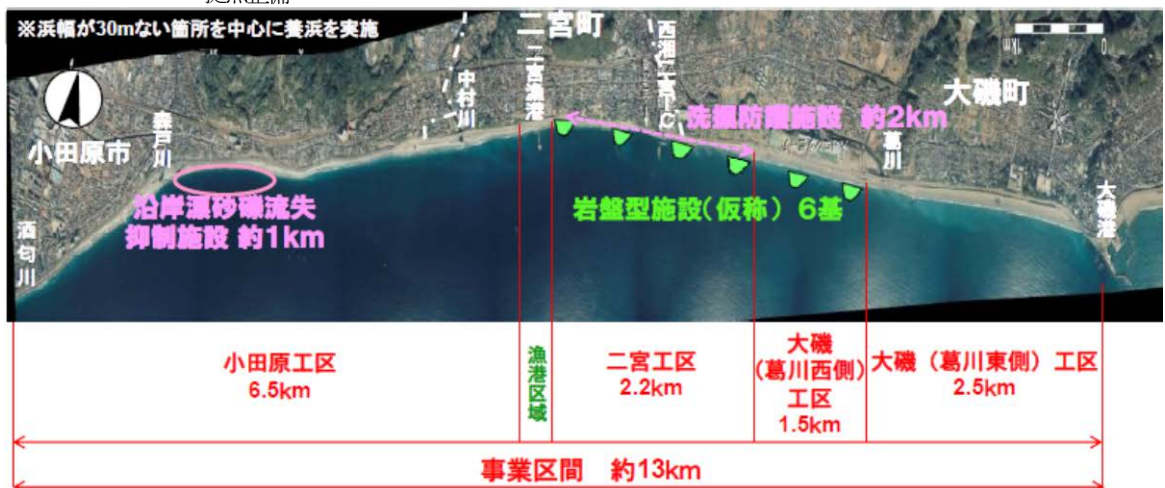 ※浜幅が30mない箇所を中心に養浜を実施
二宮町
大磯町
小田原市
酒匂川
森戸川
中村川
二宮漁港
西湘二宮IC
葛川
大磯港
1km
0
洗掘防護施設 約2km
沿岸漂砂礫流失
抑制施設 約1km
岩盤型施設(仮称) 6基
小田原工区
6.5km
漁港区域
二宮工区
2.2km
大磯
(葛川西側)
工区
1.5km
大磯(葛川東側)工区
2.5km
事業区間 約13km